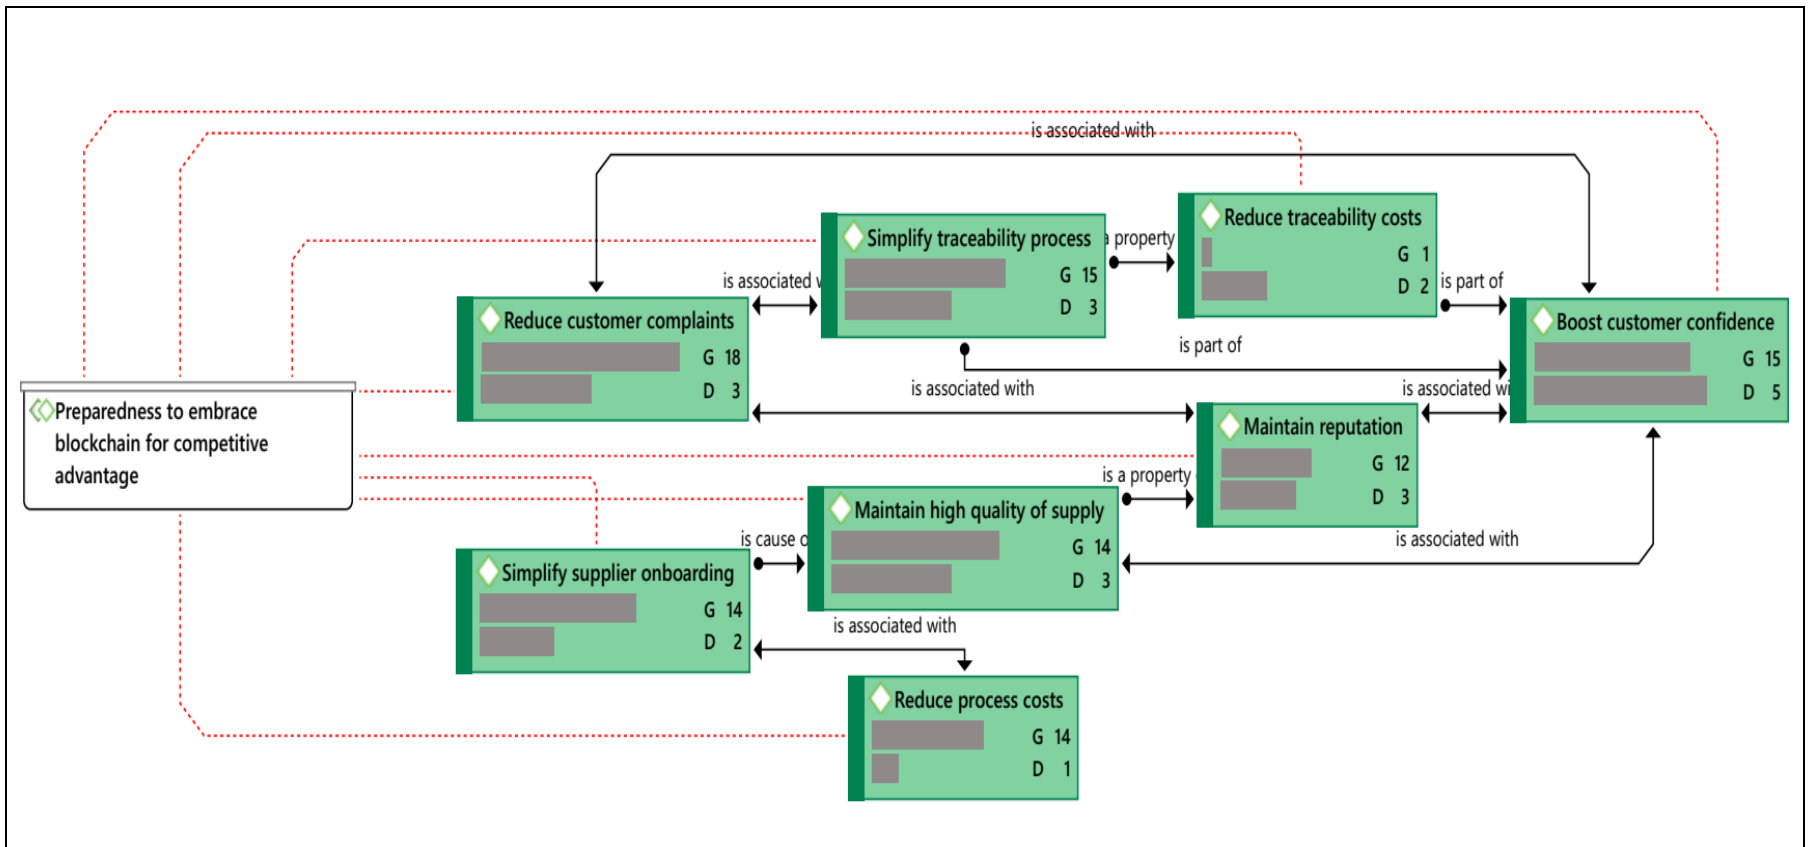 is associated with
Reduce traceability costs
G 1
D 2
Simplify traceability process
G 15
D 3
a property
is part of
is associated w
Reduce customer complaints
G 18
D 3
Boost customer confidence
G 15
D 5
is part of
is associated with
is associated wi
Preparedness to embrace
blockchain for competitive
advantage
Maintain reputation
G 12
D 3
is a property
Maintain high quality of supply
G 14
D 3
is cause o
is associated with
Simplify supplier onboarding
G 14
D 2
is associated with
Reduce process costs
G 14
D 1